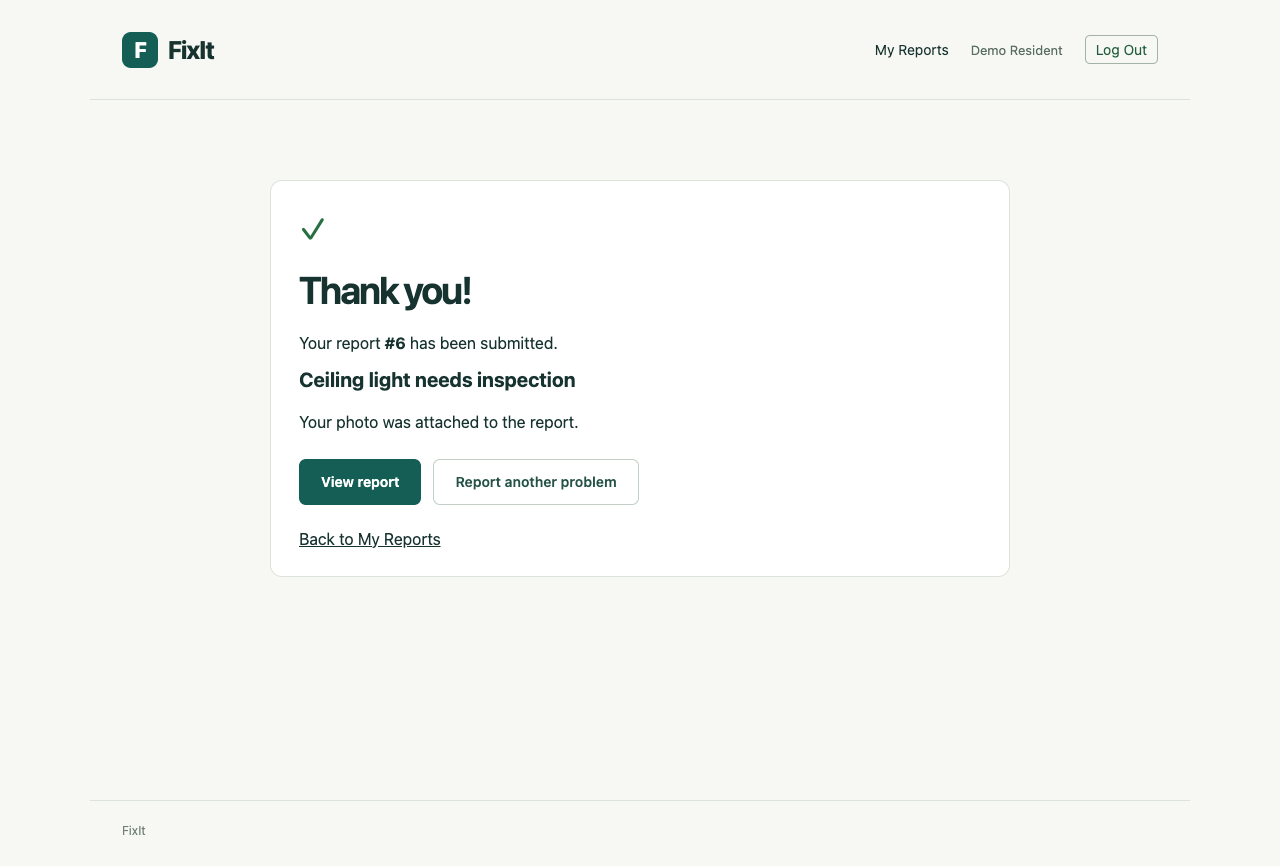 F FixIt
My Reports Demo Resident Log Out
Thank you!
Your report #6 has been submitted.
Ceiling light needs inspection
Your photo was attached to the report.
View report Report another problem
Back to My Reports
FixIt